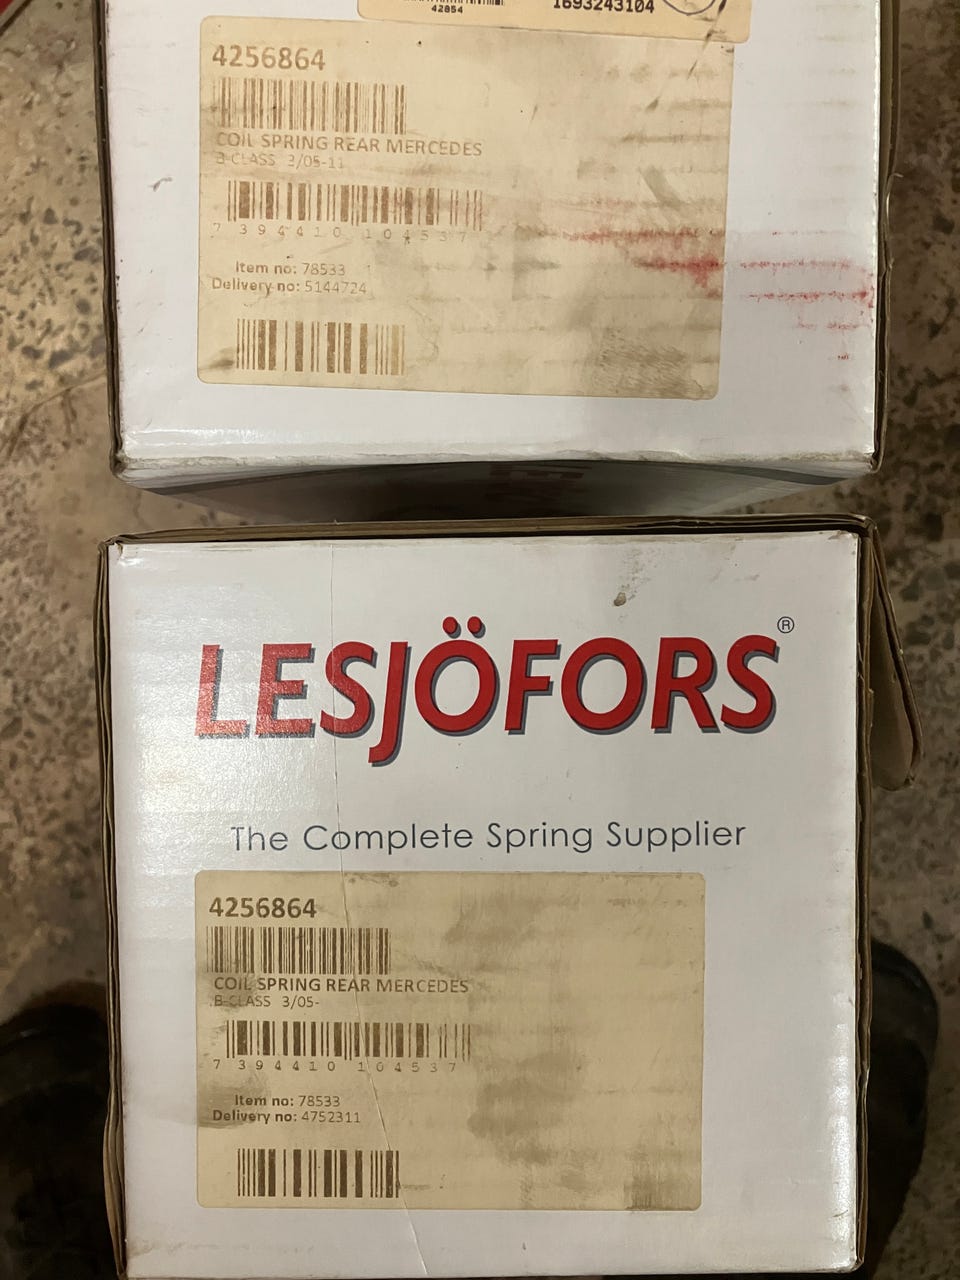 42854
1693243104
4256864
COIL SPRING REAR MERCEDES
B-CLASS 3/05-11
7 394410 104537
Item no: 78533
Delivery no: 5144724
LESJÖFORS®
The Complete Spring Supplier
4256864
COIL SPRING REAR MERCEDES
B-CLASS 3/05-
7 394410 104537
Item no: 78533
Delivery no: 4752311